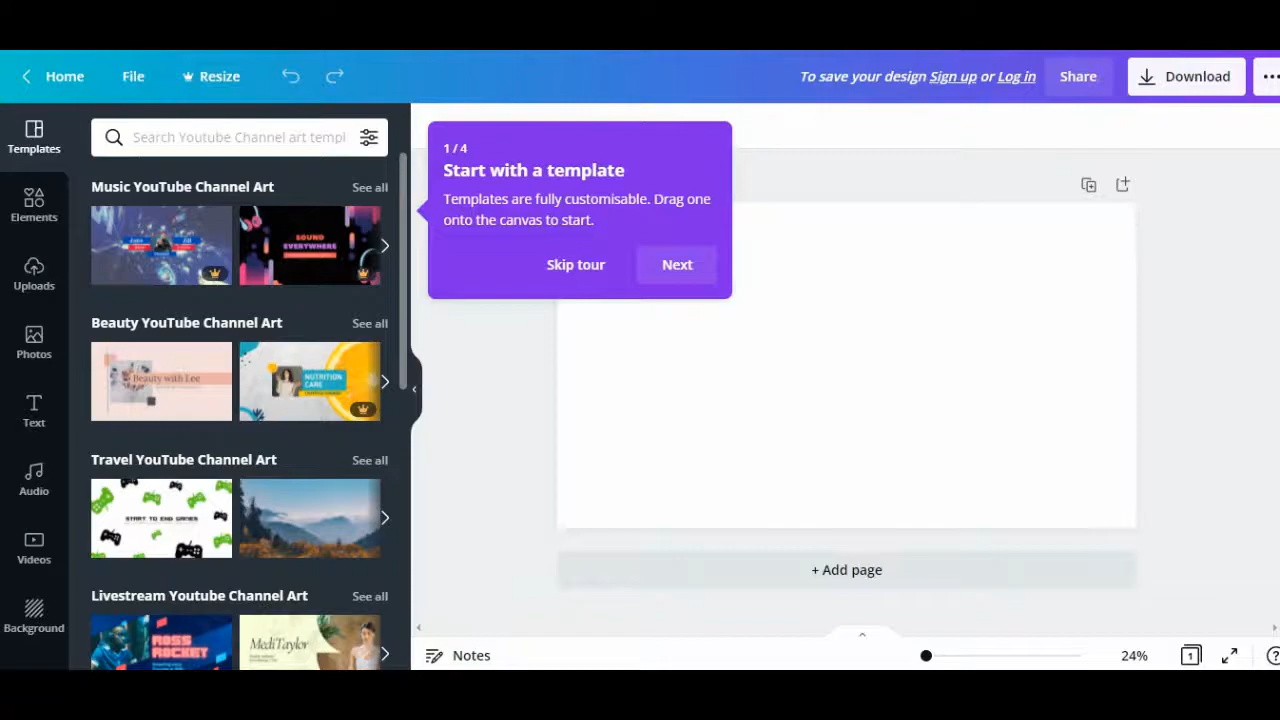 Home
File
Resize
To save your design Sign up or Log in
Share
Download
Templates
Elements
Uploads
Photos
Text
Audio
Videos
Background
Search Youtube Channel art templ
Music YouTube Channel Art
See all
SOUND
EVERYWHERE
Beauty YouTube Channel Art
See all
Beauty with Lee
NUTRITION
CARE
Travel YouTube Channel Art
See all
START TO END GAMES
Livestream Youtube Channel Art
See all
ROSS
ROCKET
MediTaylor
1 / 4
Start with a template
Templates are fully customisable. Drag one
onto the canvas to start.
Skip tour
Next
+ Add page
Notes
24%
1
?